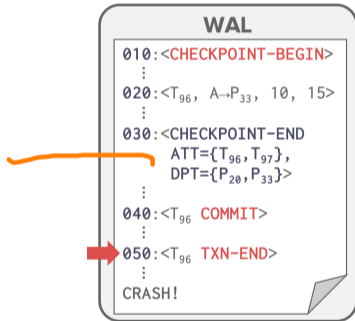 WAL
010:<CHECKPOINT-BEGIN>
⋮
020:<T₉₆, A→P₃₃, 10, 15>
⋮
030:<CHECKPOINT-END
ATT={T₉₆,T₉₇},
DPT={P₂₀,P₃₃}>
⋮
040:<T₉₆ COMMIT>
⋮
050:<T₉₆ TXN-END>
⋮
CRASH!